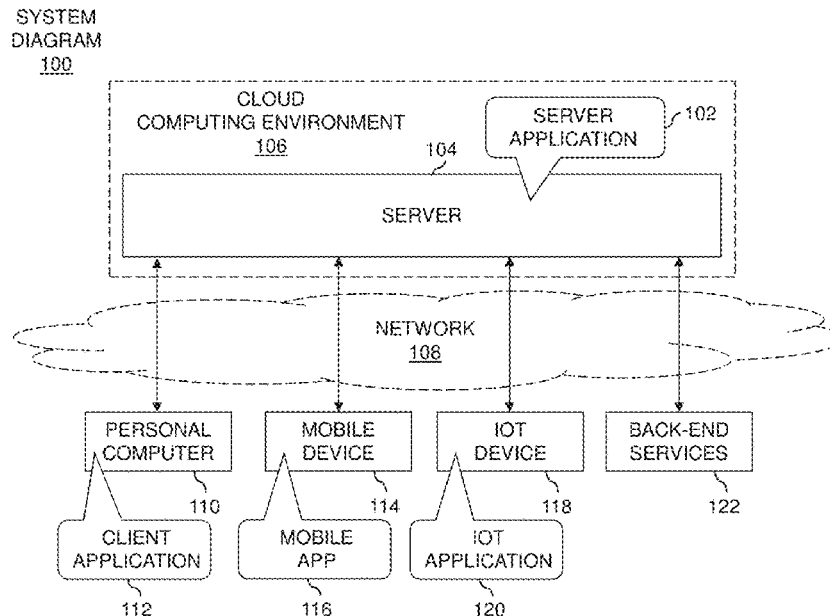 SYSTEM
DIAGRAM
100
CLOUD
COMPUTING ENVIRONMENT
106
SERVER
APPLICATION
102
104
SERVER
NETWORK
108
PERSONAL
COMPUTER
110
MOBILE
DEVICE
114
IOT
DEVICE
118
BACK-END
SERVICES
122
CLIENT
APPLICATION
112
MOBILE
APP
116
IOT
APPLICATION
120